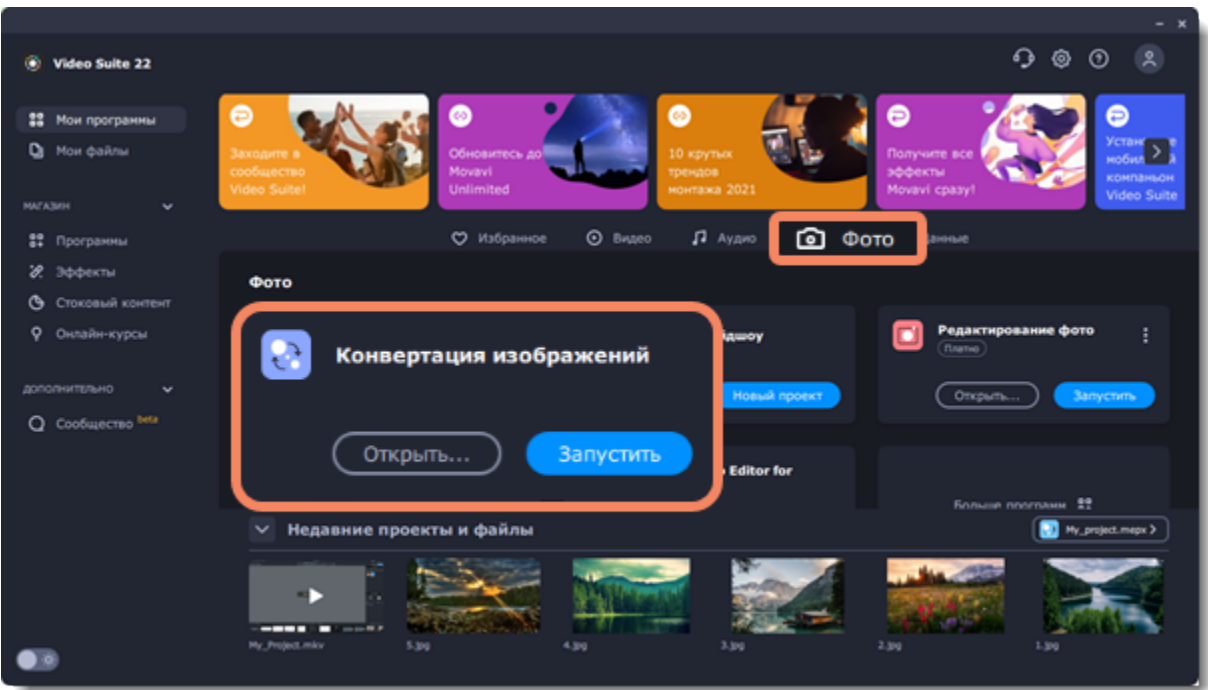 Video Suite 22
Мои программы
Мои файлы
МАГАЗИН
Программы
Эффекты
Стоковый контент
Онлайн-курсы
ДОПОЛНИТЕЛЬНО
Сообщество beta
Заходите в
сообщество
Video Suite!
Обновитесь до
Movavi
Unlimited
10 крутых
трендов
монтажа 2021
Получите все
эффекты
Movavi сразу!
компаньон
Video Suite
Избранное
Видео
Аудио
Фото
Фото
Конвертация изображений
Открыть...
Запустить
Новый проект
Редактирование фото
Платно
Открыть...
Запустить
Editor for
Больше программ
Недавние проекты и файлы
My_project.mepx
My_Project.mkv
5.jpg
4.jpg
3.jpg
2.jpg
1.jpg